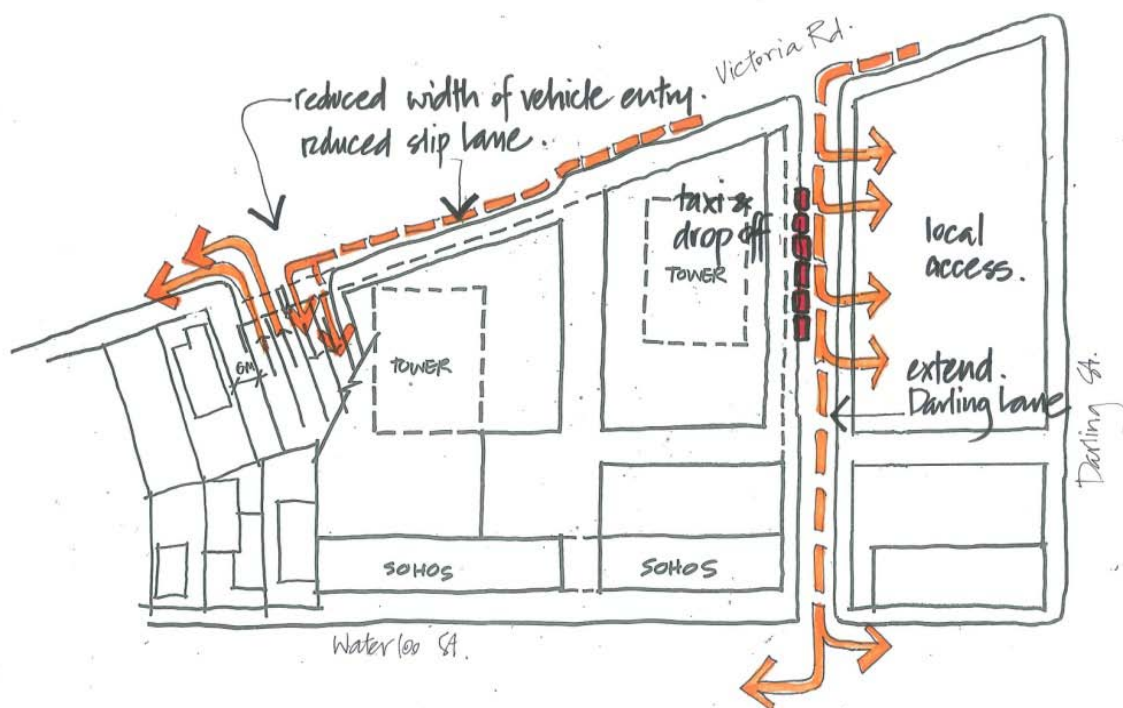 Victoria Rd.
reduced width of vehicle entry.
reduced slip lane.
taxi &
drop off
TOWER
local
access.
6M
TOWER
extend.
Darling Lane
Darling St.
SOHOS
SOHOS
Waterloo St.